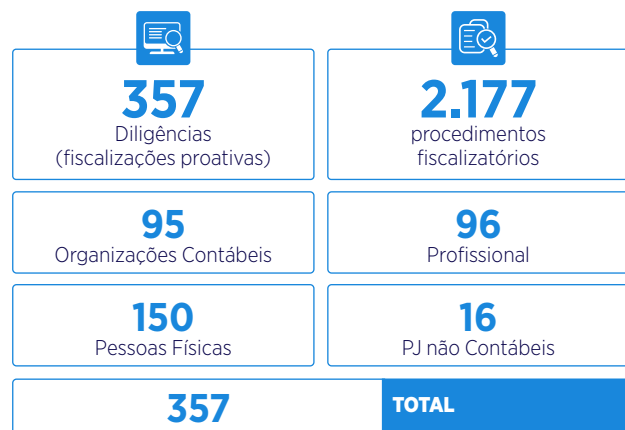 357
Diligências
(fiscalizações proativas)
2.177
procedimentos
fiscalizatórios
95
Organizações Contábeis
96
Profissional
150
Pessoas Físicas
16
PJ não Contábeis
357
TOTAL